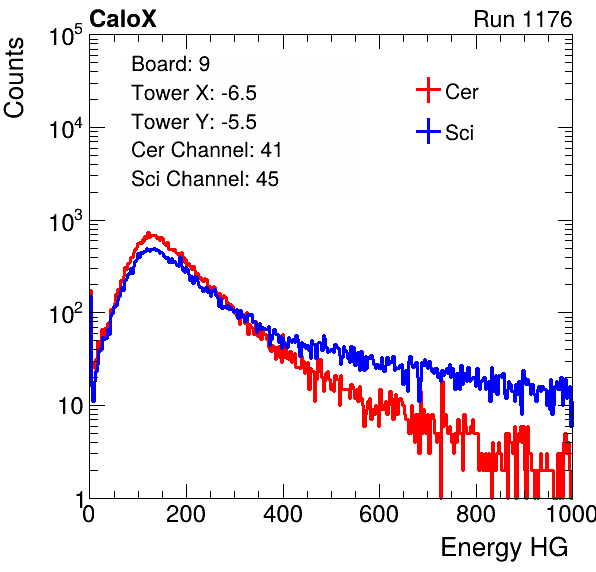 CaloX Run 1176
Counts
10^5
10^4
10^3
10^2
10
1
Board: 9
Tower X: -6.5
Tower Y: -5.5
Cer Channel: 41
Sci Channel: 45
Cer
Sci
0 200 400 600 800 1000
Energy HG